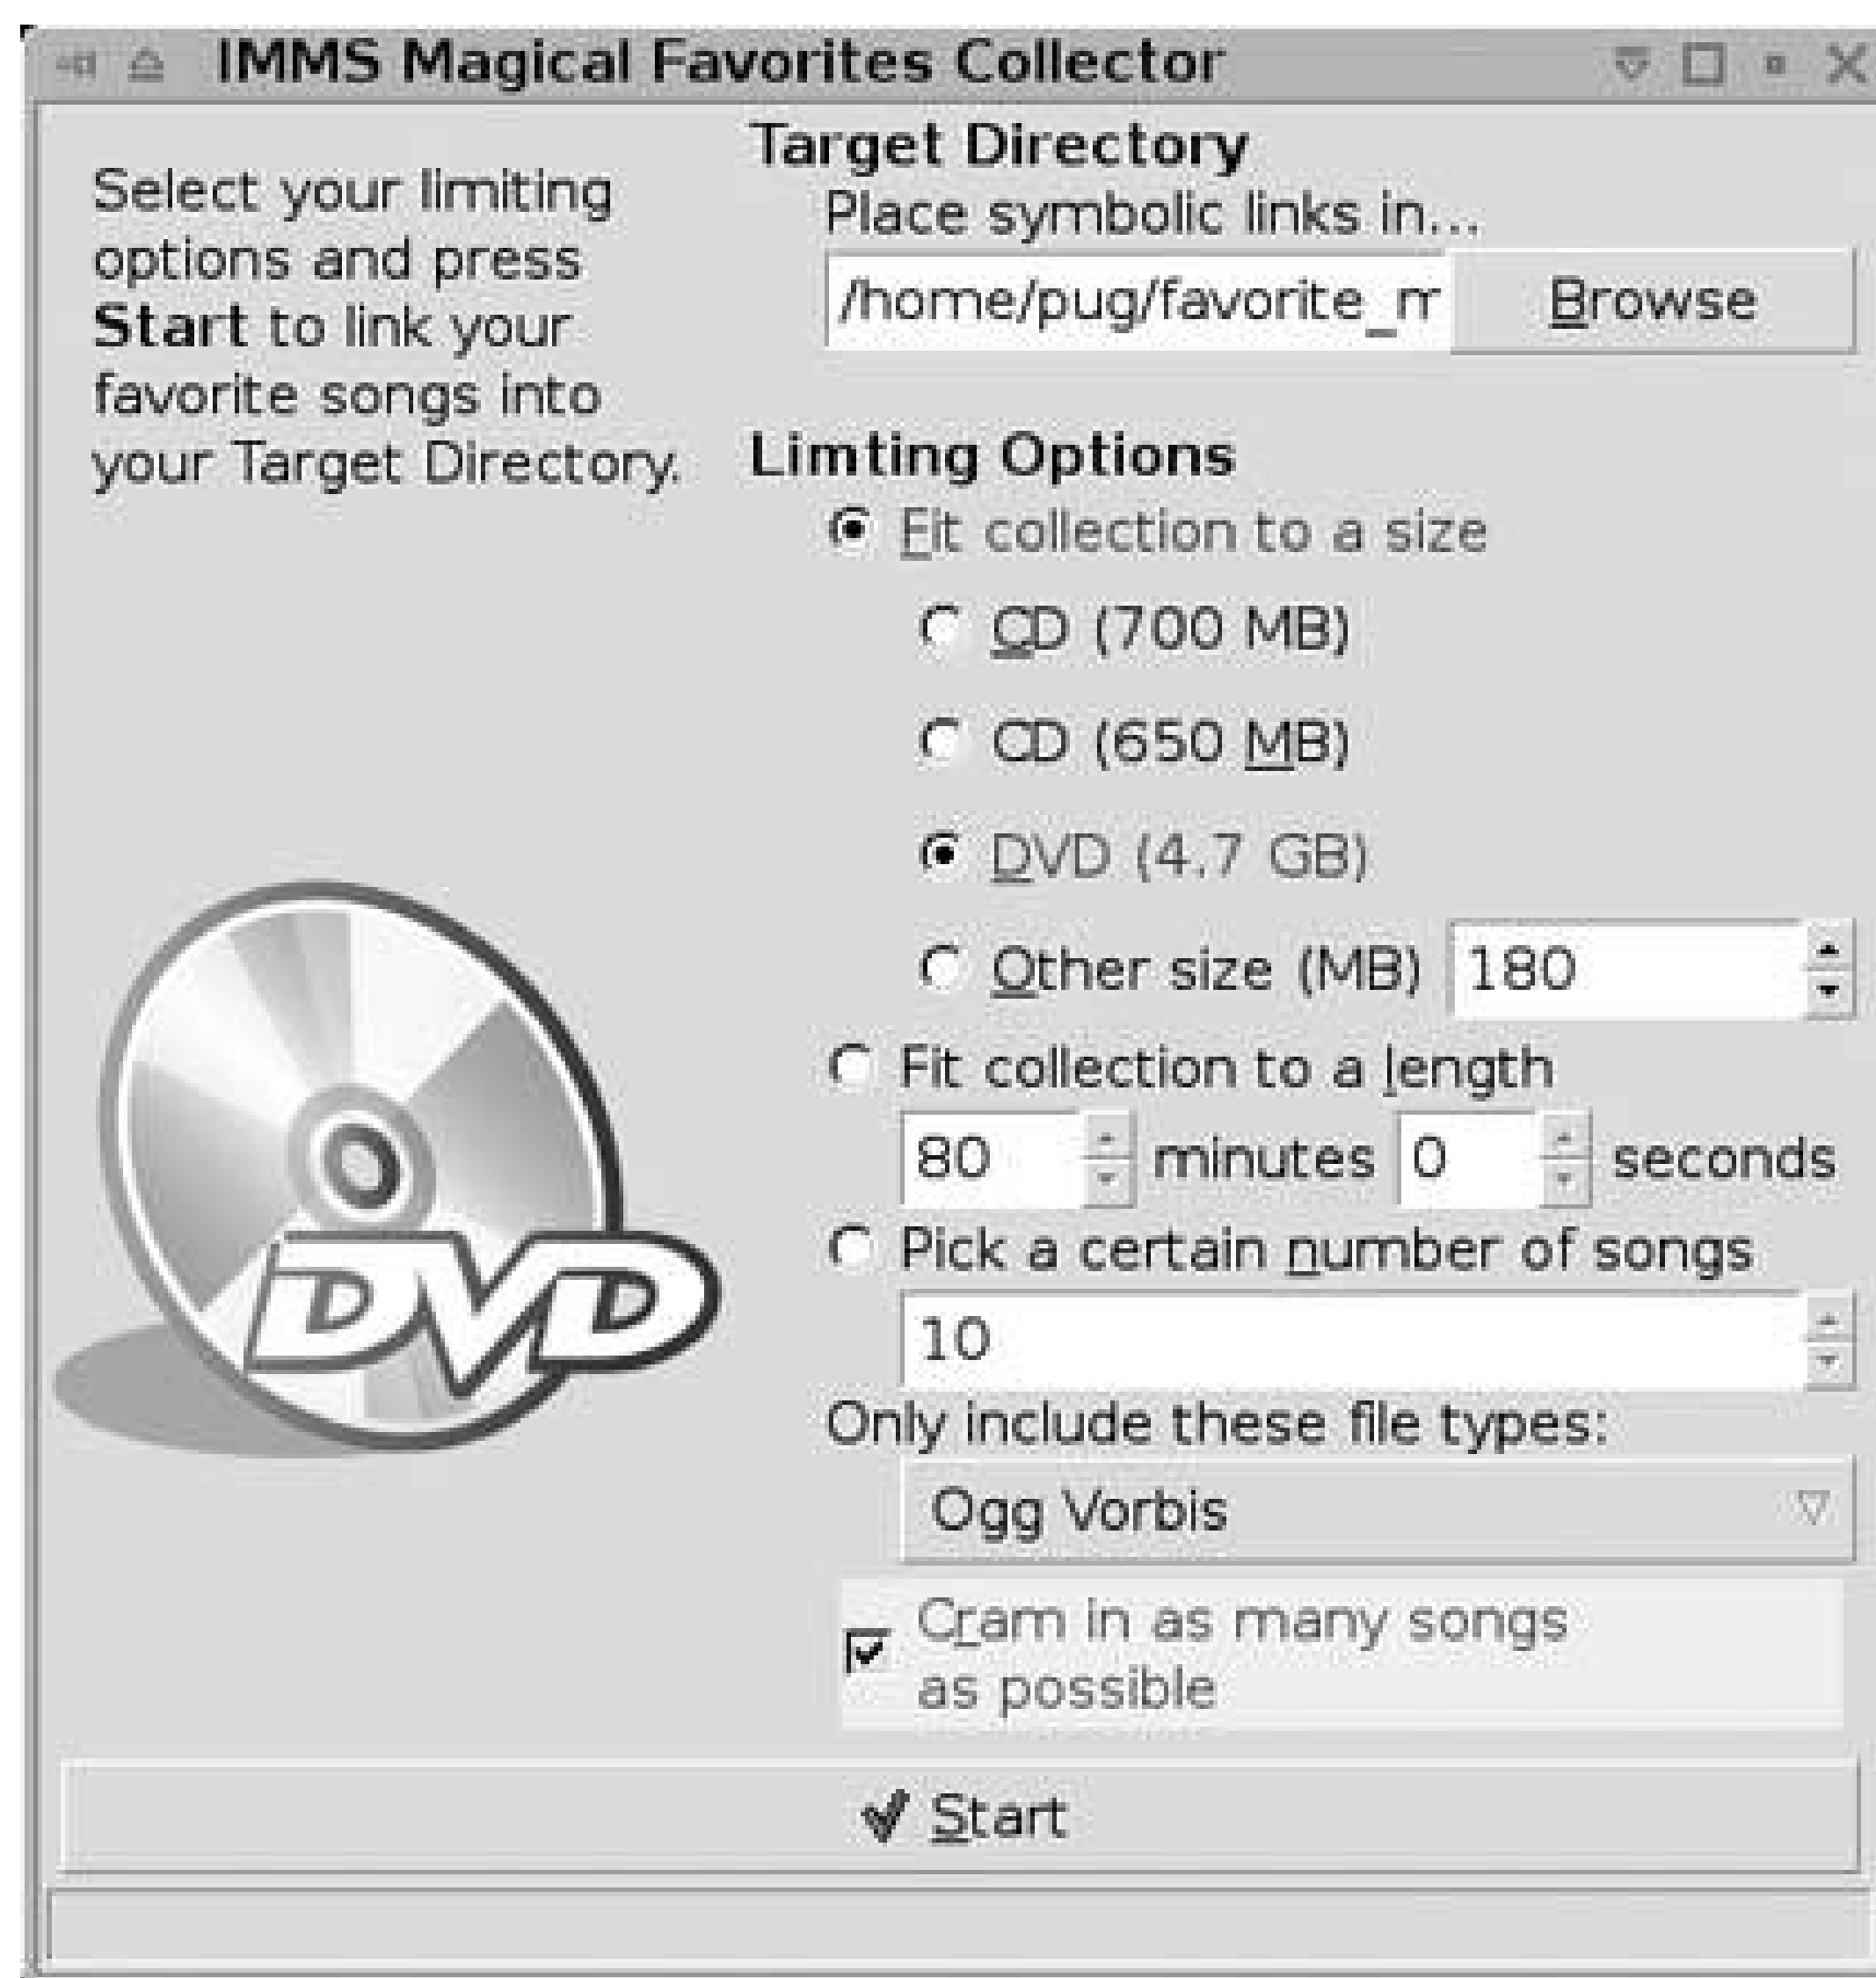 IMMS Magical Favorites Collector
Select your limiting
options and press
Start to link your
favorite songs into
your Target Directory.
Target Directory
Place symbolic links in...
/home/pug/favorite_m
Browse
Limting Options
Fit collection to a size
CD (700 MB)
CD (650 MB)
DVD (4.7 GB)
Other size (MB) 180
Fit collection to a length
80 minutes 0 seconds
Pick a certain number of songs
10
Only include these file types:
Ogg Vorbis
Cram in as many songs
as possible
DVD
Start